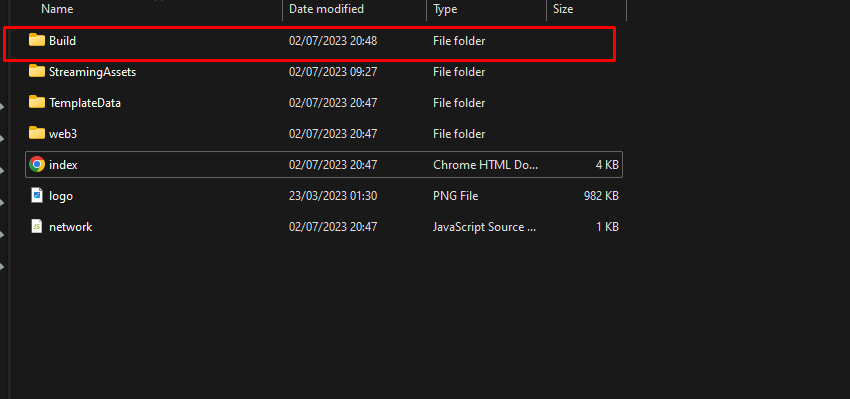 Name Date modified Type Size
Build 02/07/2023 20:48 File folder
StreamingAssets 02/07/2023 09:27 File folder
TemplateData 02/07/2023 20:47 File folder
web3 02/07/2023 20:47 File folder
index 02/07/2023 20:47 Chrome HTML Do... 4 KB
logo 23/03/2023 01:30 PNG File 982 KB
JS network 02/07/2023 20:47 JavaScript Source ... 1 KB